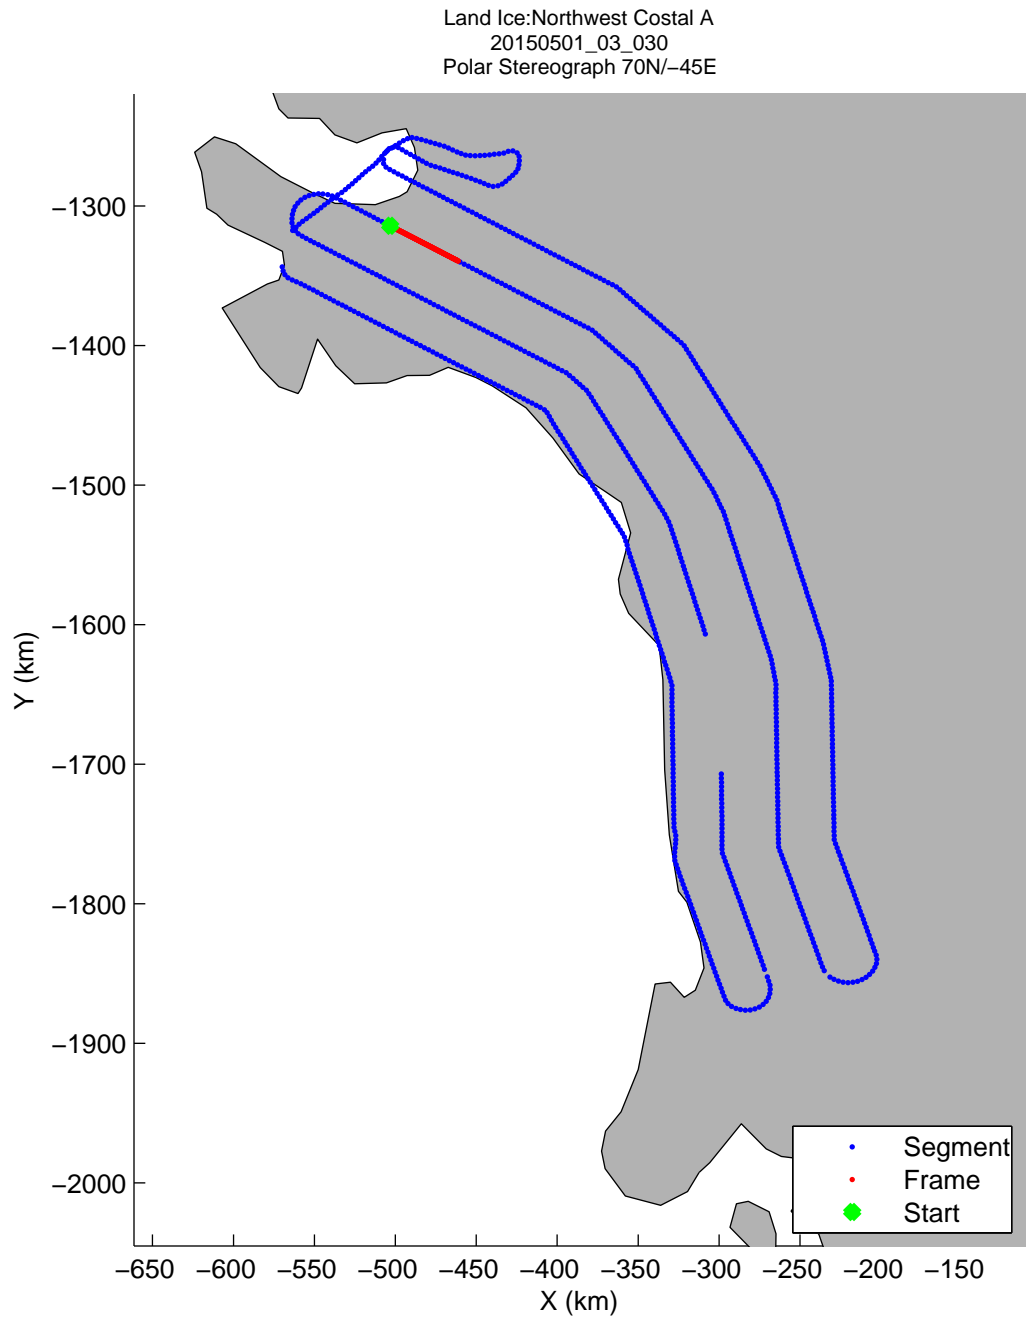 Land Ice:Northwest Costal A
20150501_03_030
Polar Stereograph 70N/−45E
−1300
−1400
−1500
−1600
−1700
−1800
−1900
−2000
Y (km)
Segment
Frame
Start
−650 −600 −550 −500 −450 −400 −350 −300 −250 −200 −150
X (km)